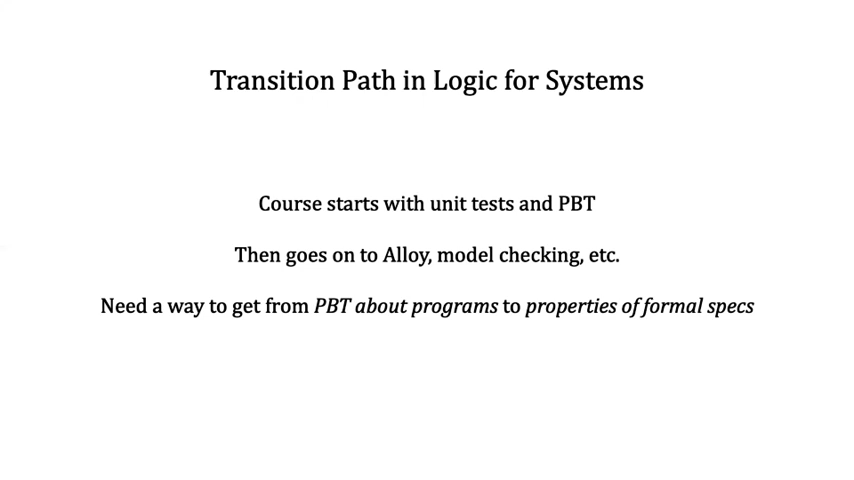 Transition Path in Logic for Systems
Course starts with unit tests and PBT
Then goes on to Alloy, model checking, etc.
Need a way to get from PBT about programs to properties of formal specs